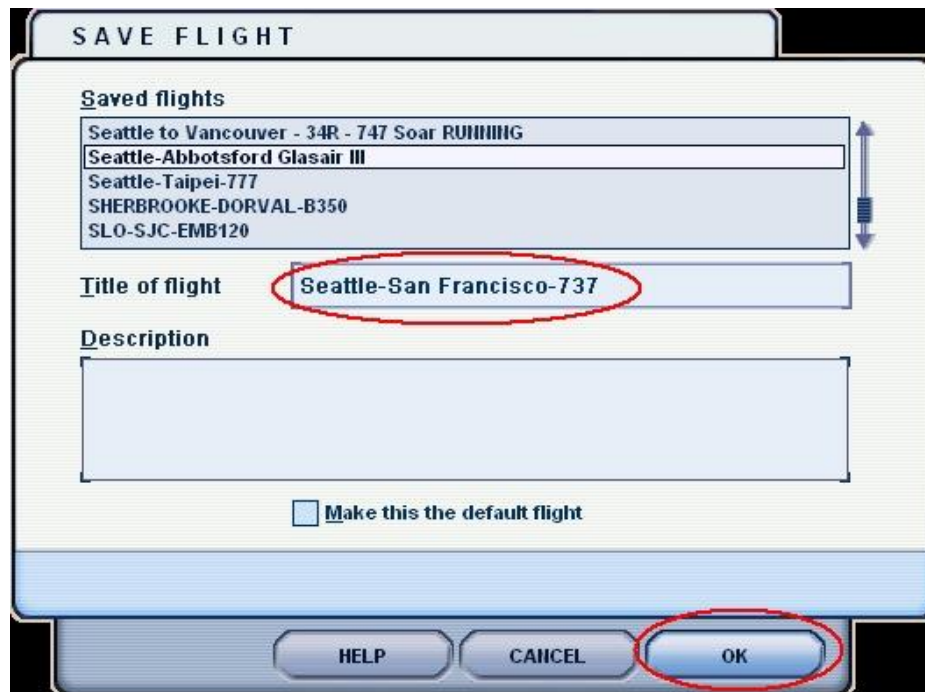 SAVE FLIGHT
Saved flights
Seattle to Vancouver - 34R - 747 Soar RUNNING
Seattle-Abbotsford Glasair III
Seattle-Taipei-777
SHERBROOKE-DORVAL-B350
SLO-SJC-EMB120
Title of flight Seattle-San Francisco-737
Description
Make this the default flight
HELP CANCEL OK